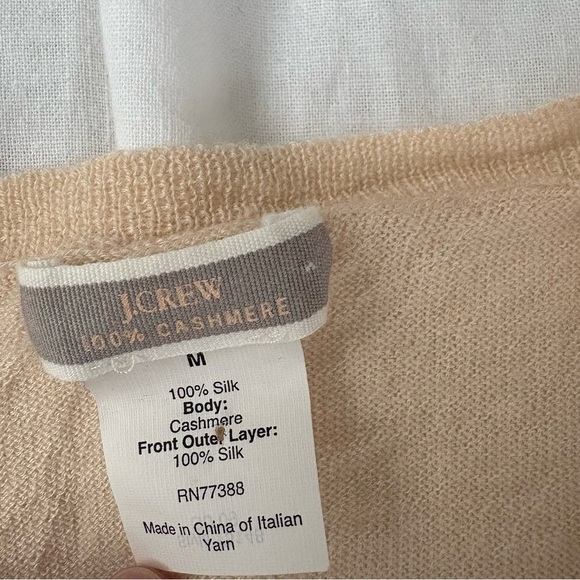 J.CREW
100% CASHMERE
M
100% Silk
Body:
Cashmere
Front Outer Layer:
100% Silk
RN77388
Made in China of Italian
Yarn